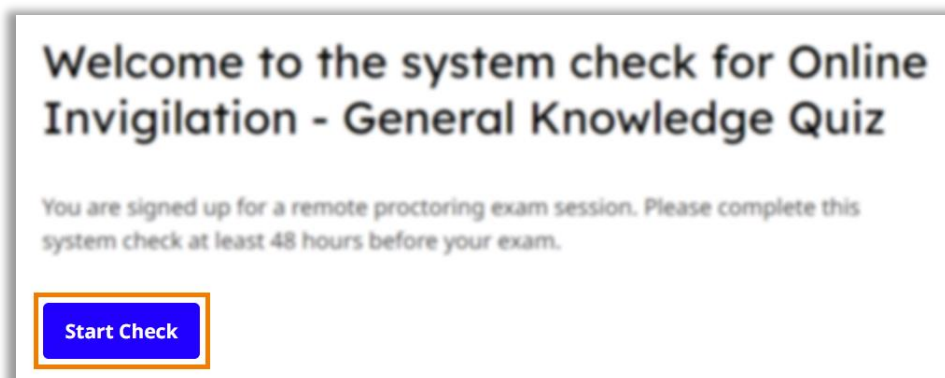 Welcome to the system check for Online
Invigilation - General Knowledge Quiz
You are signed up for a remote proctoring exam session. Please complete this
system check at least 48 hours before your exam.
Start Check